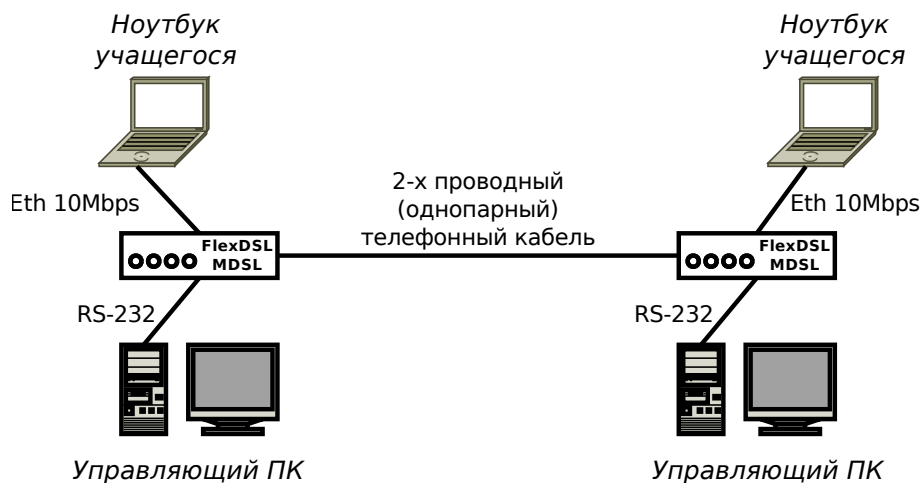 Ноутбук
учащегося
Ноутбук
учащегося
Eth 10Mbps
2-х проводный
(однопарный)
телефонный кабель
Eth 10Mbps
FlexDSL
MDSL
FlexDSL
MDSL
RS-232
RS-232
Управляющий ПК
Управляющий ПК